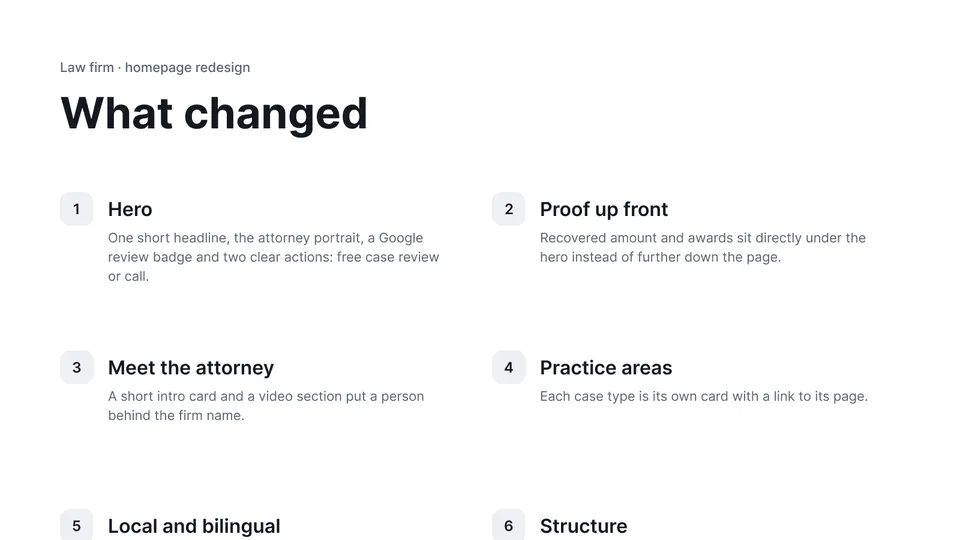 Law firm · homepage redesign
What changed
1 Hero
One short headline, the attorney portrait, a Google
review badge and two clear actions: free case review
or call.
2 Proof up front
Recovered amount and awards sit directly under the
hero instead of further down the page.
3 Meet the attorney
A short intro card and a video section put a person
behind the firm name.
4 Practice areas
Each case type is its own card with a link to its page.
5 Local and bilingual
6 Structure